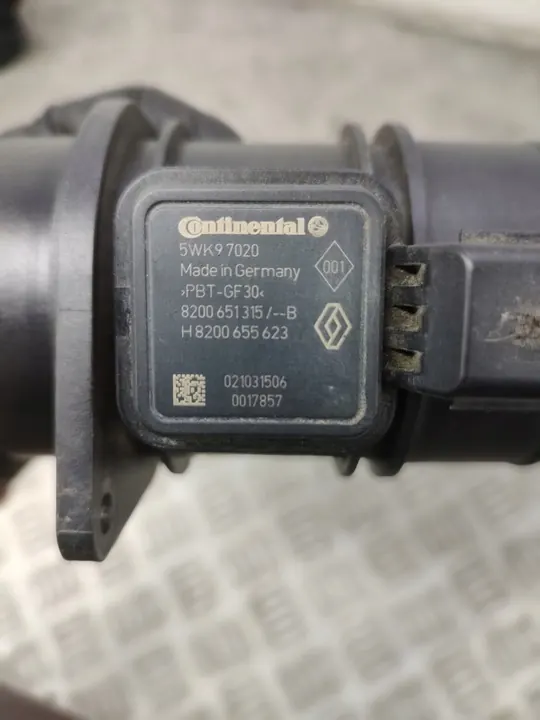 Continental
5WK9 7020
Made in Germany
001
>PBT-GF30<
8200 651 315 /--B
H 8200 655 623
021031506
0017857